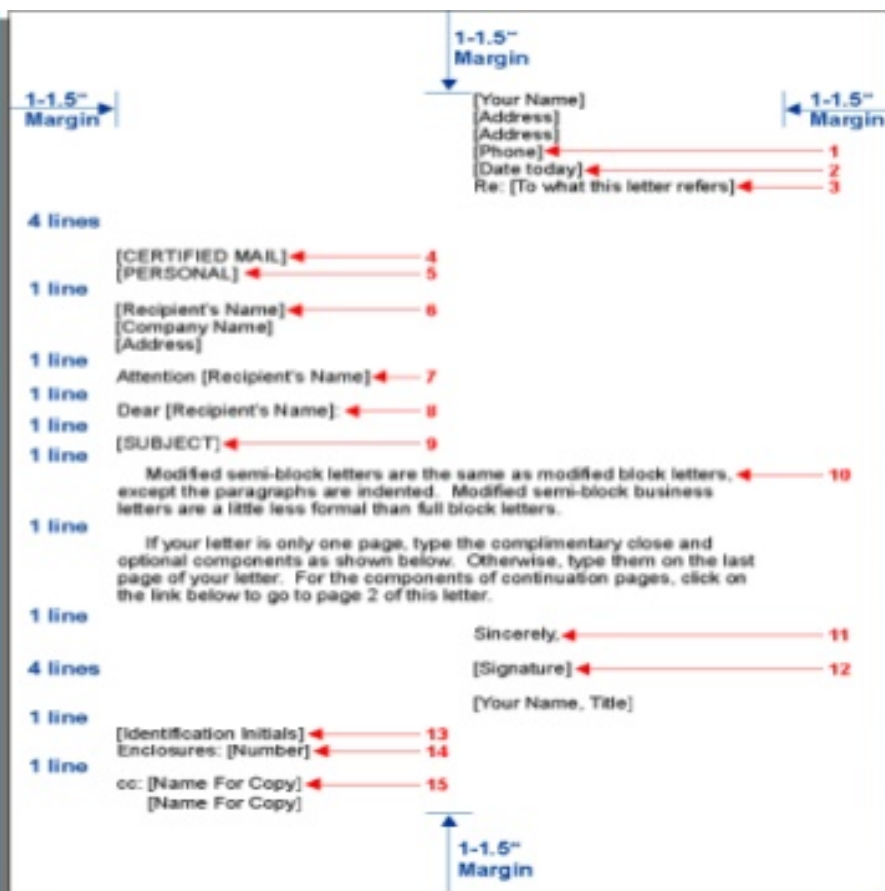 1-1.5"
Margin
1-1.5"
Margin
[Your Name]
1-1.5"
Margin
[Address]
[Address]
[Phone] 1
[Date today] 2
Re: [To what this letter refers] 3
4 lines
[CERTIFIED MAIL] 4
[PERSONAL] 5
1 line
[Recipient's Name] 6
[Company Name]
[Address]
1 line
Attention [Recipient's Name] 7
1 line
Dear [Recipient's Name]: 8
1 line
[SUBJECT] 9
1 line
Modified semi-block letters are the same as modified block letters, 10
except the paragraphs are indented. Modified semi-block business
letters are a little less formal than full block letters.
1 line
If your letter is only one page, type the complimentary close and
optional components as shown below. Otherwise, type them on the last
page of your letter. For the components of continuation pages, click on
the link below to go to page 2 of this letter.
1 line
Sincerely, 11
4 lines
[Signature] 12
[Your Name, Title]
1 line
[Identification Initials] 13
Enclosures: [Number] 14
1 line
cc: [Name For Copy] 15
[Name For Copy]
1-1.5"
Margin